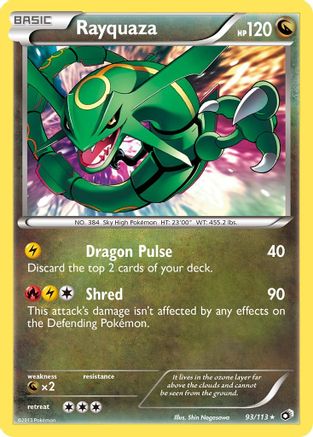 BASIC
Rayquaza
HP120
NO. 384 Sky High Pokémon HT: 23'00" WT: 455.2 lbs.
Dragon Pulse 40
Discard the top 2 cards of your deck.
Shred 90
This attack's damage isn't affected by any effects on
the Defending Pokémon.
weakness resistance
×2
retreat
It lives in the ozone layer far
above the clouds and cannot
be seen from the ground.
©2013 Pokémon
Illus. Shin Nagasawa
93/113 ★